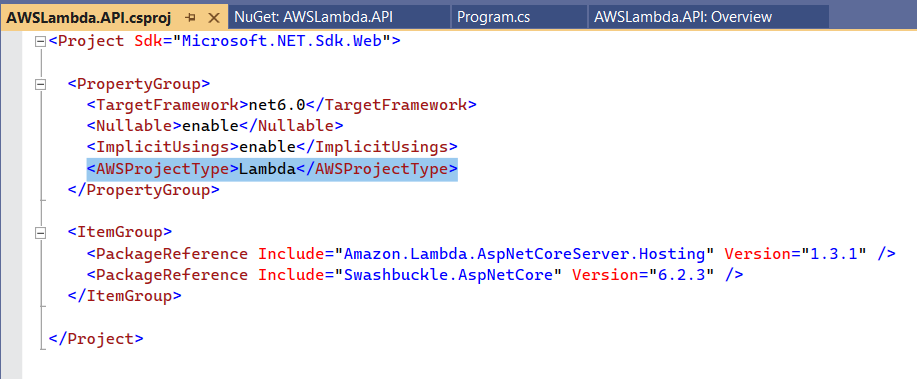 AWSLambda.API.csproj NuGet: AWSLambda.API Program.cs AWSLambda.API: Overview
<Project Sdk="Microsoft.NET.Sdk.Web">
<PropertyGroup>
<TargetFramework>net6.0</TargetFramework>
<Nullable>enable</Nullable>
<ImplicitUsings>enable</ImplicitUsings>
<AWSProjectType>Lambda</AWSProjectType>
</PropertyGroup>
<ItemGroup>
<PackageReference Include="Amazon.Lambda.AspNetCoreServer.Hosting" Version="1.3.1" />
<PackageReference Include="Swashbuckle.AspNetCore" Version="6.2.3" />
</ItemGroup>
</Project>